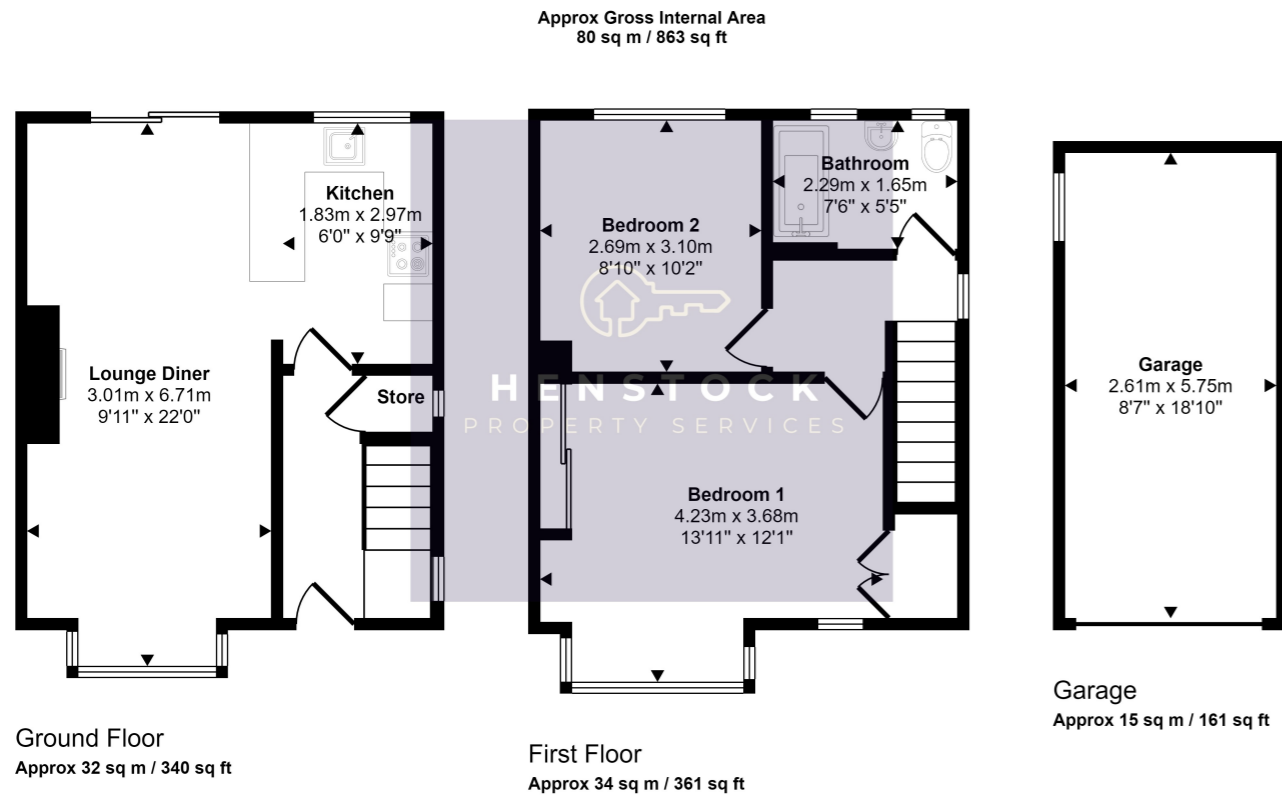 Approx Gross Internal Area
80 sq m / 863 sq ft
Kitchen
1.83m x 2.97m
6'0" x 9'9"
Lounge Diner
3.01m x 6.71m
9'11" x 22'0"
Store
Ground Floor
Approx 32 sq m / 340 sq ft
Bathroom
2.29m x 1.65m
7'6" x 5'5"
Bedroom 2
2.69m x 3.10m
8'10" x 10'2"
HENSTOCK
PROPERTY SERVICES
Bedroom 1
4.23m x 3.68m
13'11" x 12'1"
First Floor
Approx 34 sq m / 361 sq ft
Garage
2.61m x 5.75m
8'7" x 18'10"
Garage
Approx 15 sq m / 161 sq ft